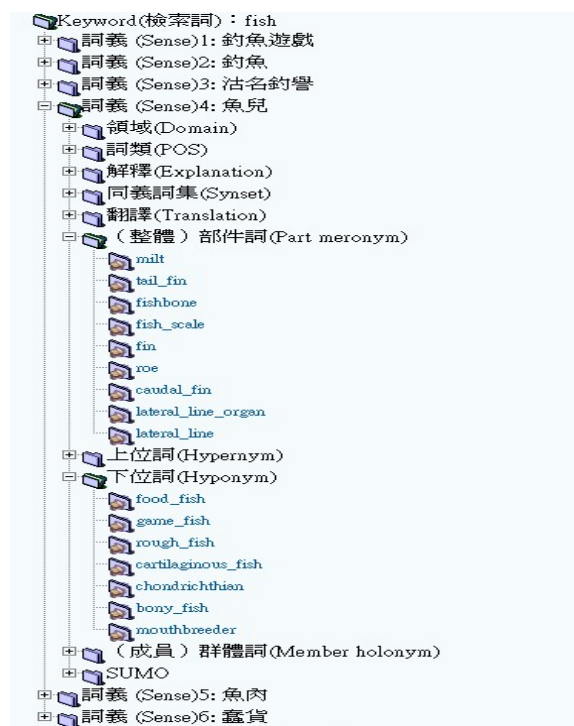 Keyword(檢索詞)：fish
詞義 (Sense)1: 釣魚遊戲
詞義 (Sense)2: 釣魚
詞義 (Sense)3: 沽名釣譽
詞義 (Sense)4: 魚兒
領域(Domain)
詞類(POS)
解釋(Explanation)
同義詞集(Synset)
翻譯(Translation)
（整體）部件詞(Part meronym)
milt
tail_fin
fishbone
fish_scale
fin
roe
caudal_fin
lateral_line_organ
lateral_line
上位詞(Hypernym)
下位詞(Hyponym)
food_fish
game_fish
rough_fish
cartilaginous_fish
chondrichthian
bony_fish
mouthbreeder
（成員）群體詞(Member holonym)
SUMO
詞義 (Sense)5: 魚肉
詞義 (Sense)6: 蠢貨